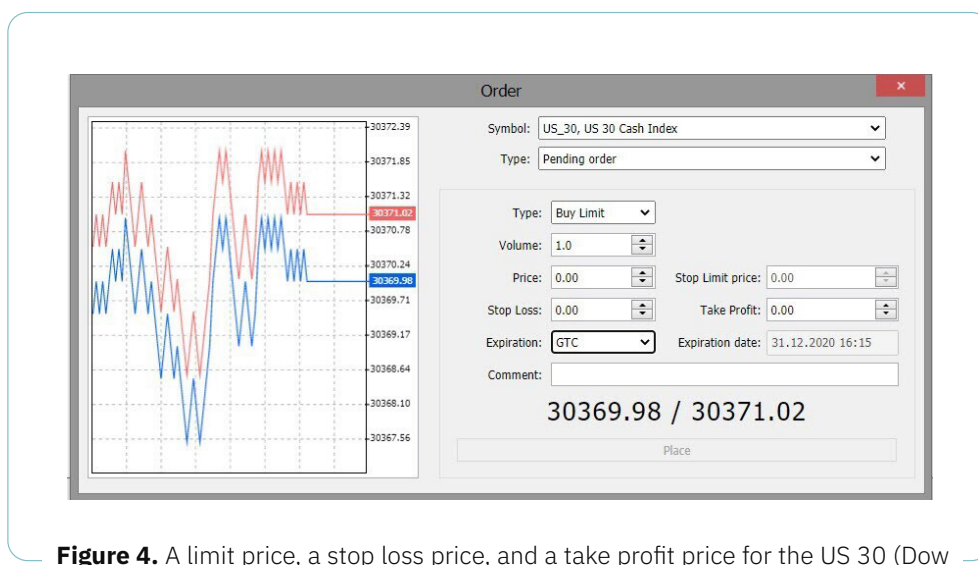 Order
×
30372.39
30371.85
30371.32
30371.02
30370.78
30370.24
30369.98
30369.71
30369.17
30368.64
30368.10
30367.56
Symbol: US_30, US 30 Cash Index
Type: Pending order
Type: Buy Limit
Volume: 1.0
Price: 0.00 Stop Limit price: 0.00
Stop Loss: 0.00 Take Profit: 0.00
Expiration: GTC Expiration date: 31.12.2020 16:15
Comment:
30369.98 / 30371.02
Place
Figure 4. A limit price, a stop loss price, and a take profit price for the US 30 (Dow